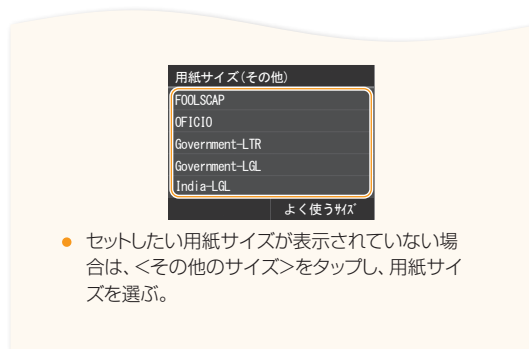 用紙サイズ(その他)
FOOLSCAP
OFICIO
Government-LTR
Government-LGL
India-LGL
よく使うｻｲｽﾞ
● セットしたい用紙サイズが表示されていない場
合は、<その他のサイズ>をタップし、用紙サイ
ズを選ぶ。